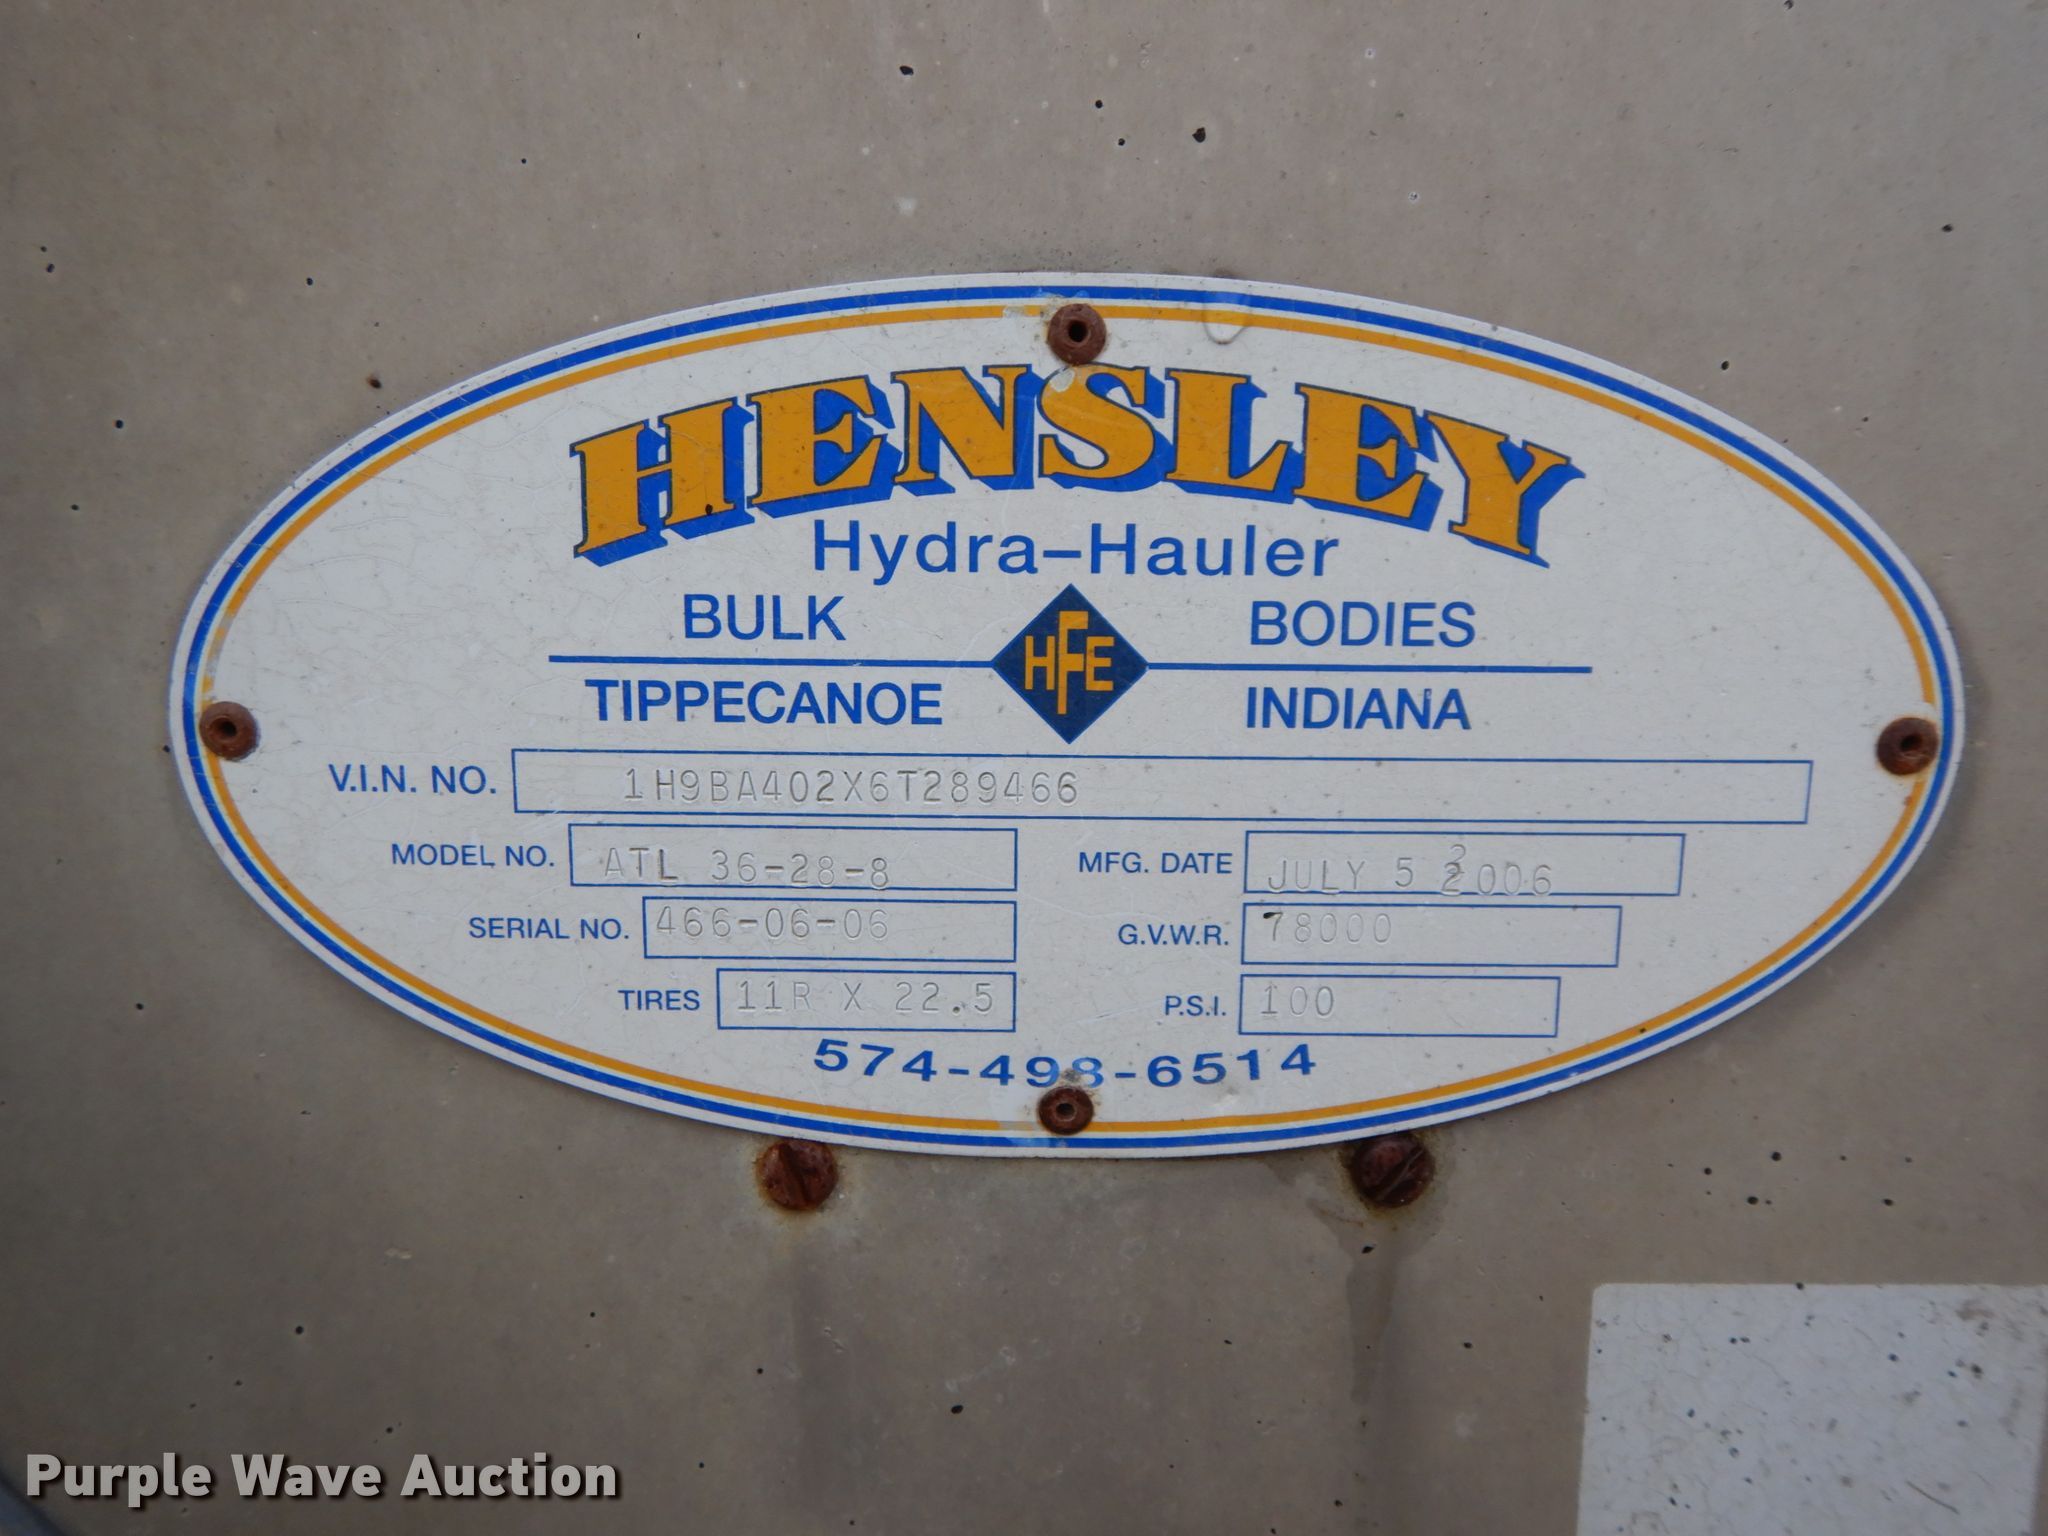 HENSLEY
Hydra-Hauler
BULK BODIES
HFE
TIPPECANOE INDIANA
V.I.N. NO. 1H9BA402X6T289466
MODEL NO. ATL 36-28-8 MFG. DATE JULY 5 2006
SERIAL NO. 466-06-06 G.V.W.R. 78000
TIRES 11R X 22.5 P.S.I. 100
574-498-6514
Purple Wave Auction